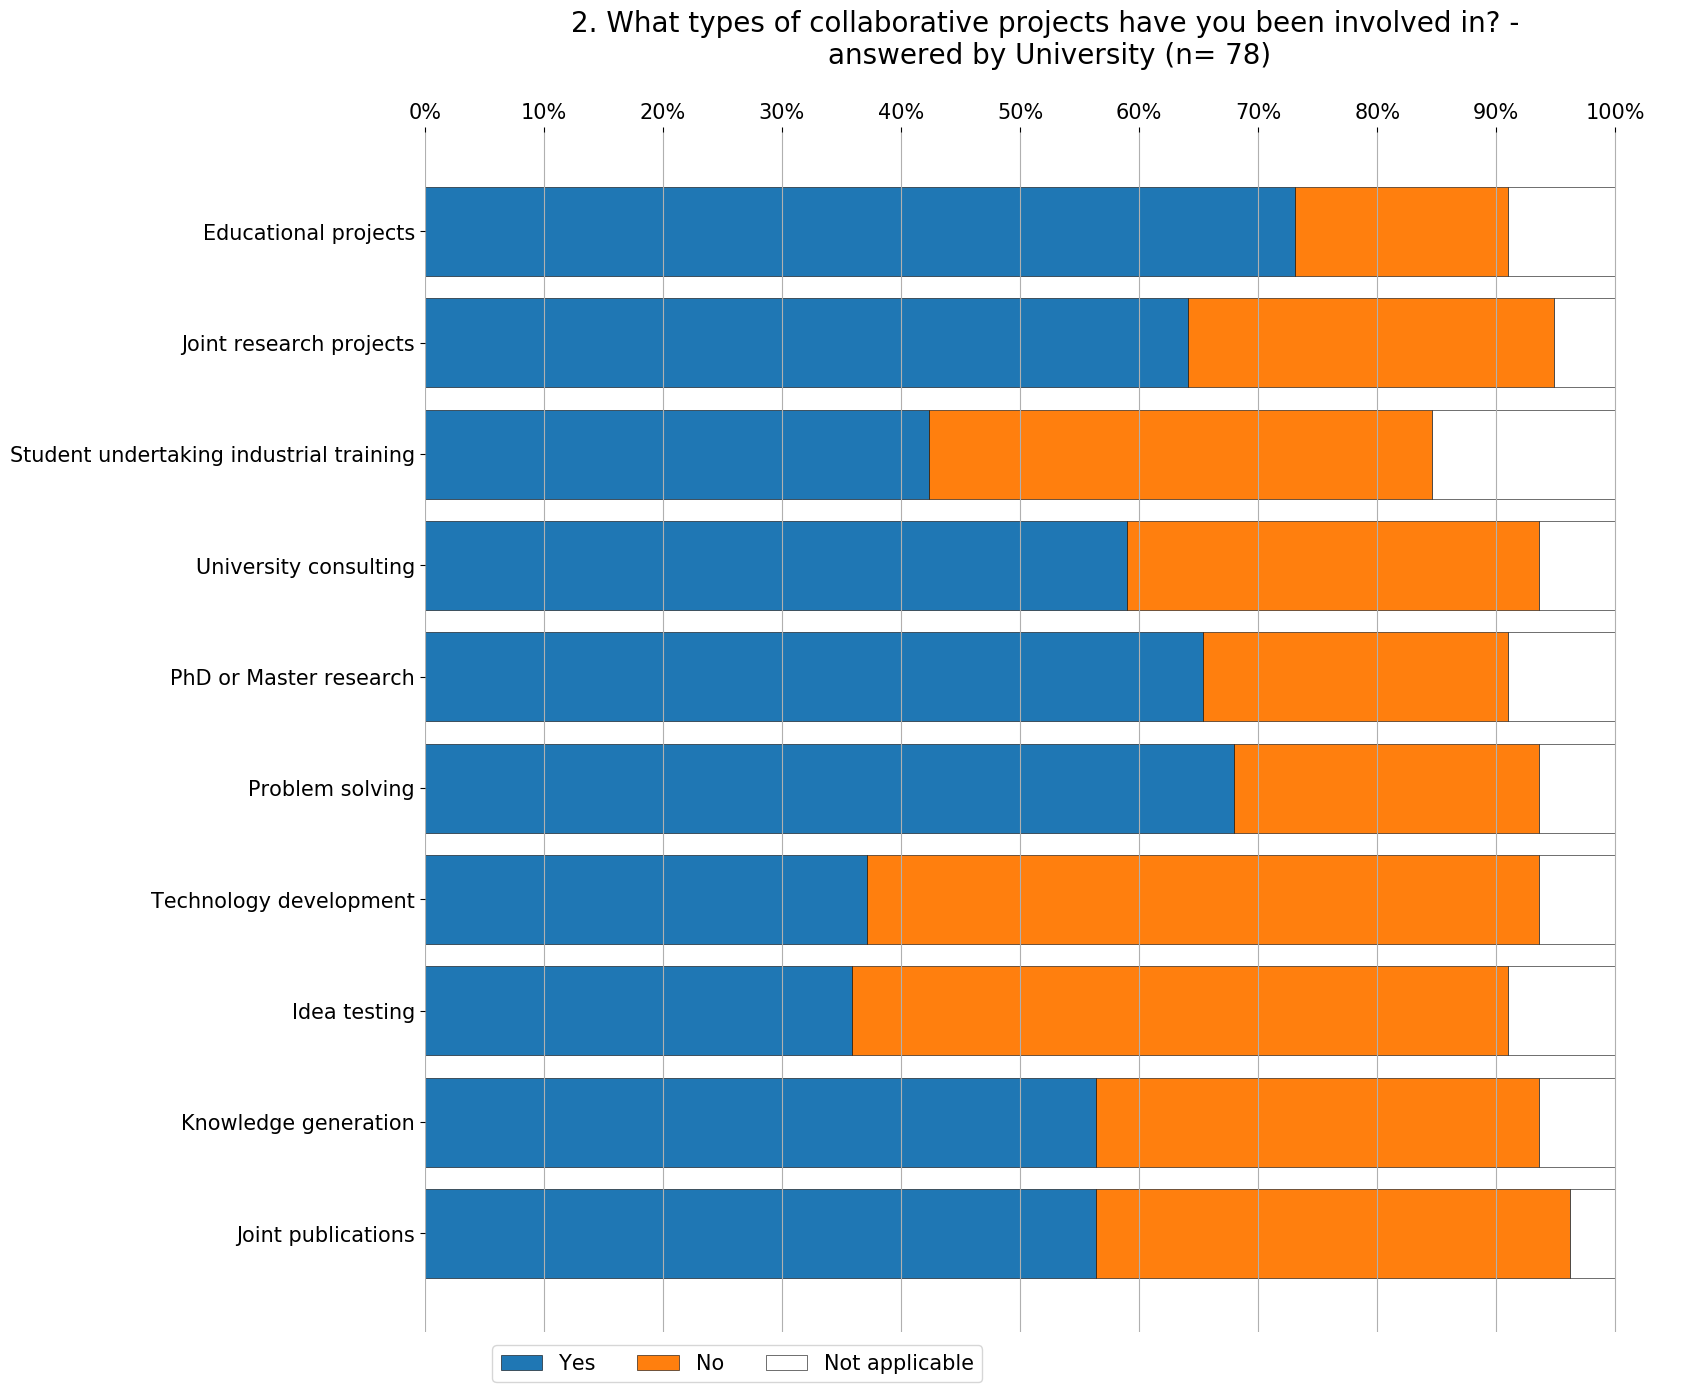 2. What types of collaborative projects have you been involved in? -
answered by University (n= 78)
0% 10% 20% 30% 40% 50% 60% 70% 80% 90% 100%
Educational projects
Joint research projects
Student undertaking industrial training
University consulting
PhD or Master research
Problem solving
Technology development
Idea testing
Knowledge generation
Joint publications
Yes No Not applicable